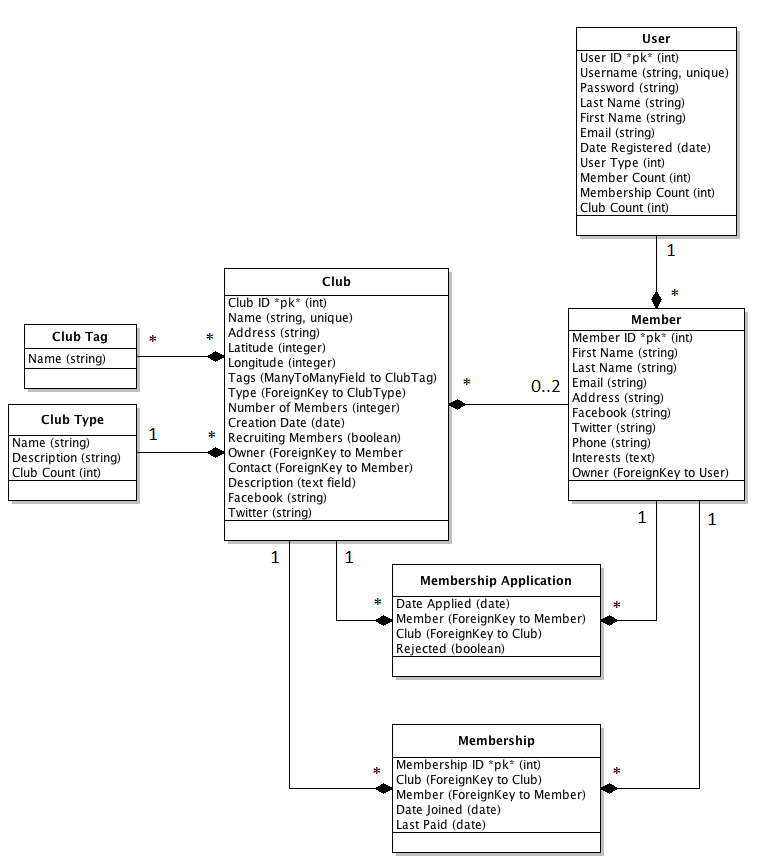 User
User ID *pk* (int)
Username (string, unique)
Password (string)
Last Name (string)
First Name (string)
Email (string)
Date Registered (date)
User Type (int)
Member Count (int)
Membership Count (int)
Club Count (int)
1
*
Club
Club ID *pk* (int)
Name (string, unique)
Address (string)
Latitude (integer)
Longitude (integer)
Tags (ManyToManyField to ClubTag)
Type (ForeignKey to ClubType)
Number of Members (integer)
Creation Date (date)
Recruiting Members (boolean)
Owner (ForeignKey to Member
Contact (ForeignKey to Member)
Description (text field)
Facebook (string)
Twitter (string)
Club Tag
Name (string)
* *
Club Type
Name (string)
Description (string)
Club Count (int)
1 *
* 0..2
Member
Member ID *pk* (int)
First Name (string)
Last Name (string)
Email (string)
Address (string)
Facebook (string)
Twitter (string)
Phone (string)
Interests (text)
Owner (ForeignKey to User)
1 1 1 1
Membership Application
Date Applied (date)
Member (ForeignKey to Member)
Club (ForeignKey to Club)
Rejected (boolean)
* *
Membership
Membership ID *pk* (int)
Club (ForeignKey to Club)
Member (ForeignKey to Member)
Date Joined (date)
Last Paid (date)
* *